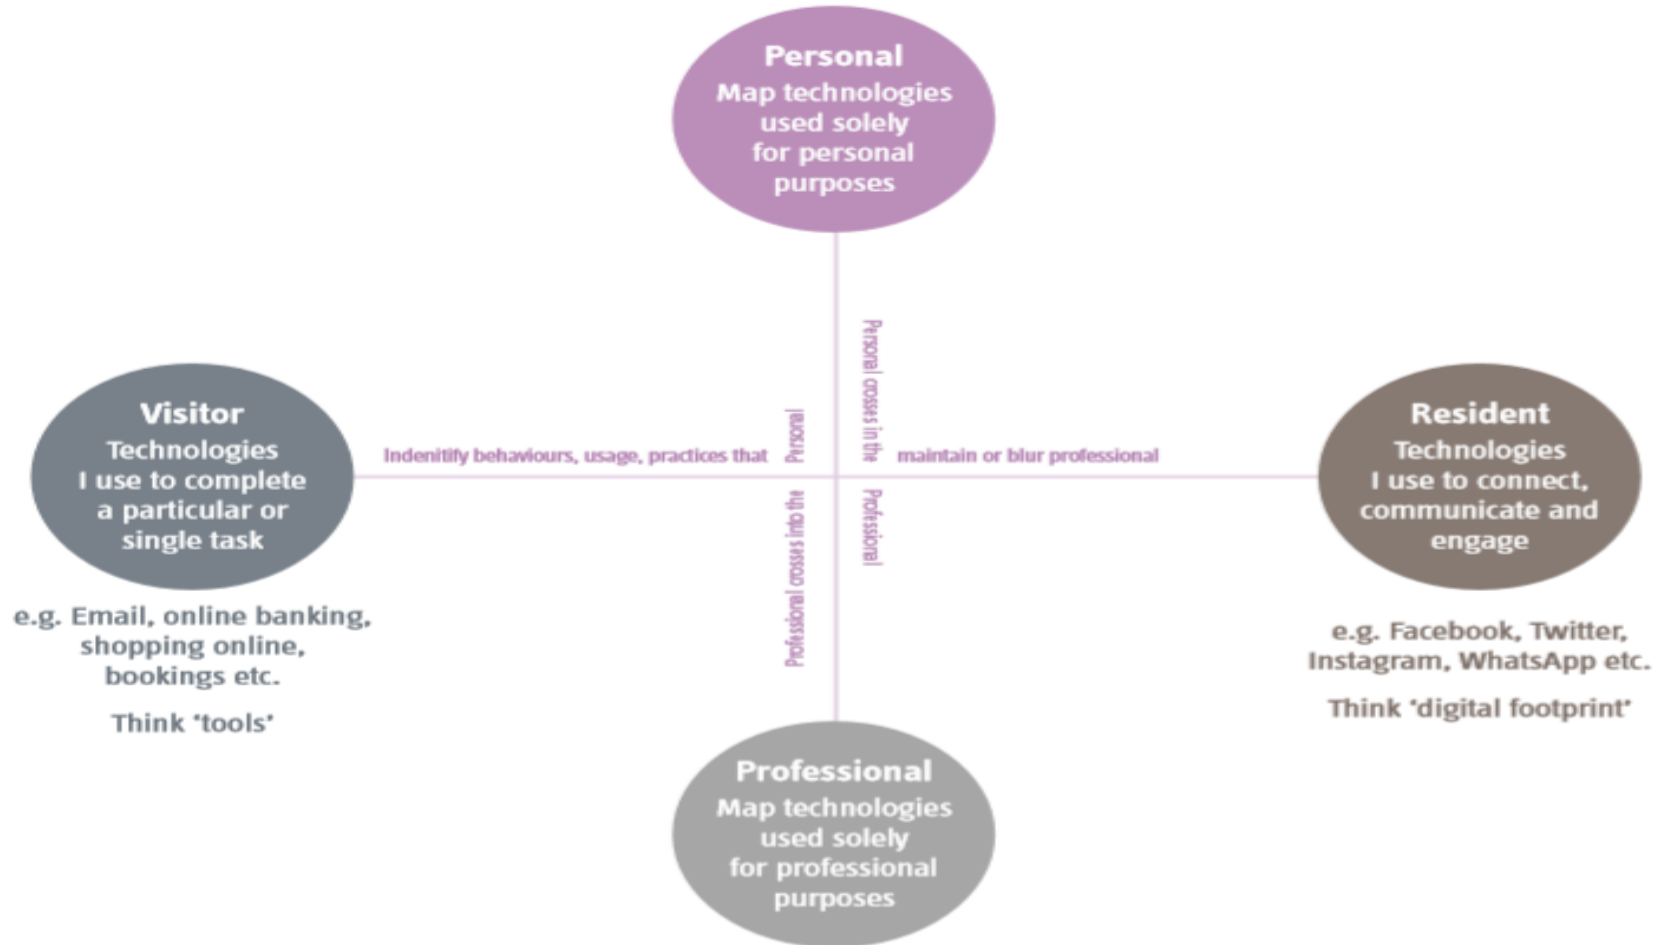 Personal
Map technologies
used solely
for personal
purposes
Visitor
Technologies
I use to complete
a particular or
single task
e.g. Email, online banking,
shopping online,
bookings etc.
Think ‘tools’
Indenitify behaviours, usage, practices that
Personal
Personal crosses in the
maintain or blur professional
Professional crosses into the
Professional
Resident
Technologies
I use to connect,
communicate and
engage
e.g. Facebook, Twitter,
Instagram, WhatsApp etc.
Think ‘digital footprint’
Professional
Map technologies
used solely
for professional
purposes